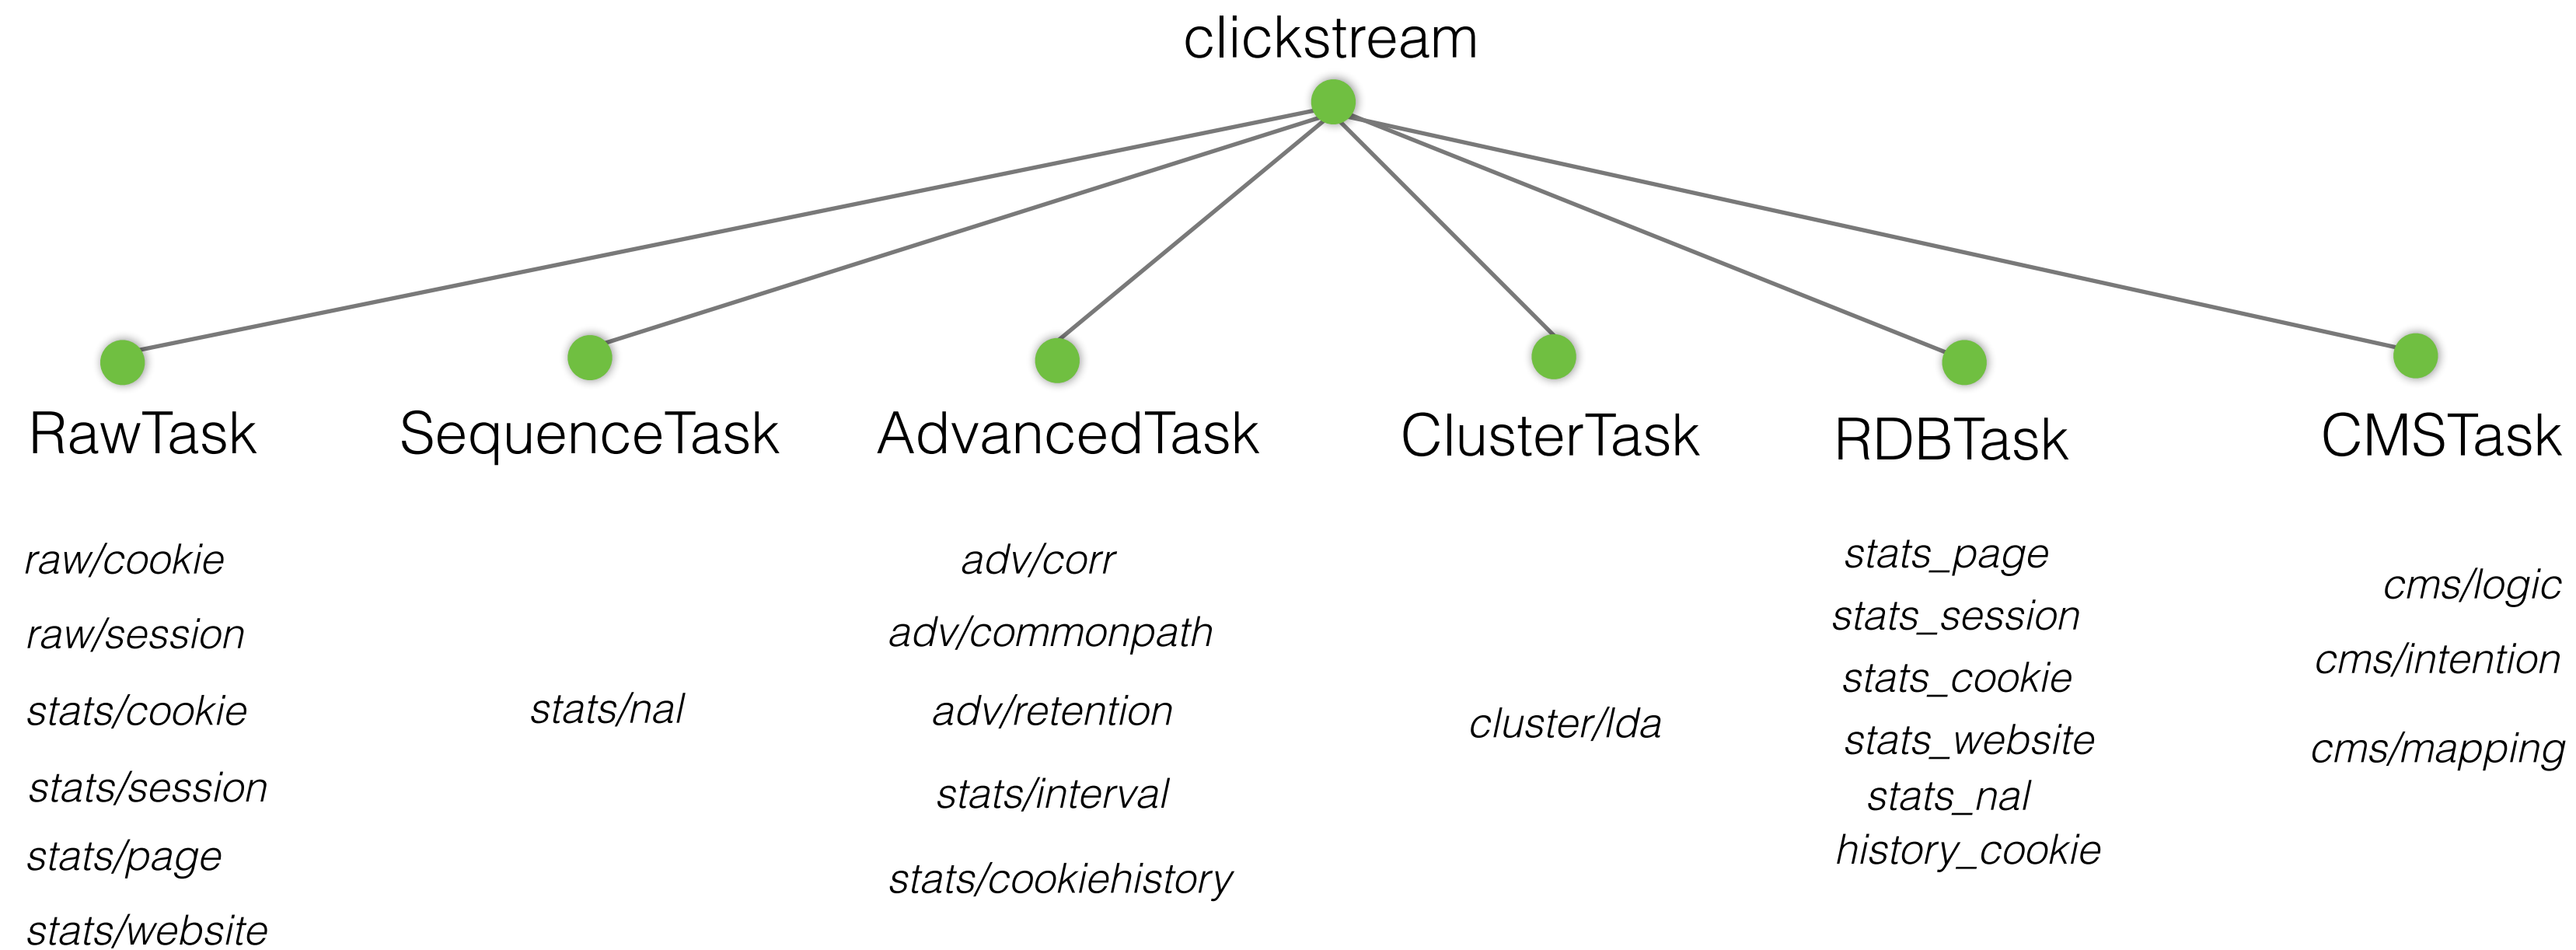 clickstream
RawTask
SequenceTask
AdvancedTask
ClusterTask
RDBTask
CMSTask
raw/cookie
raw/session
stats/cookie
stats/session
stats/page
stats/website
stats/nal
adv/corr
adv/commonpath
adv/retention
stats/interval
stats/cookiehistory
cluster/lda
stats_page
stats_session
stats_cookie
stats_website
stats_nal
history_cookie
cms/logic
cms/intention
cms/mapping